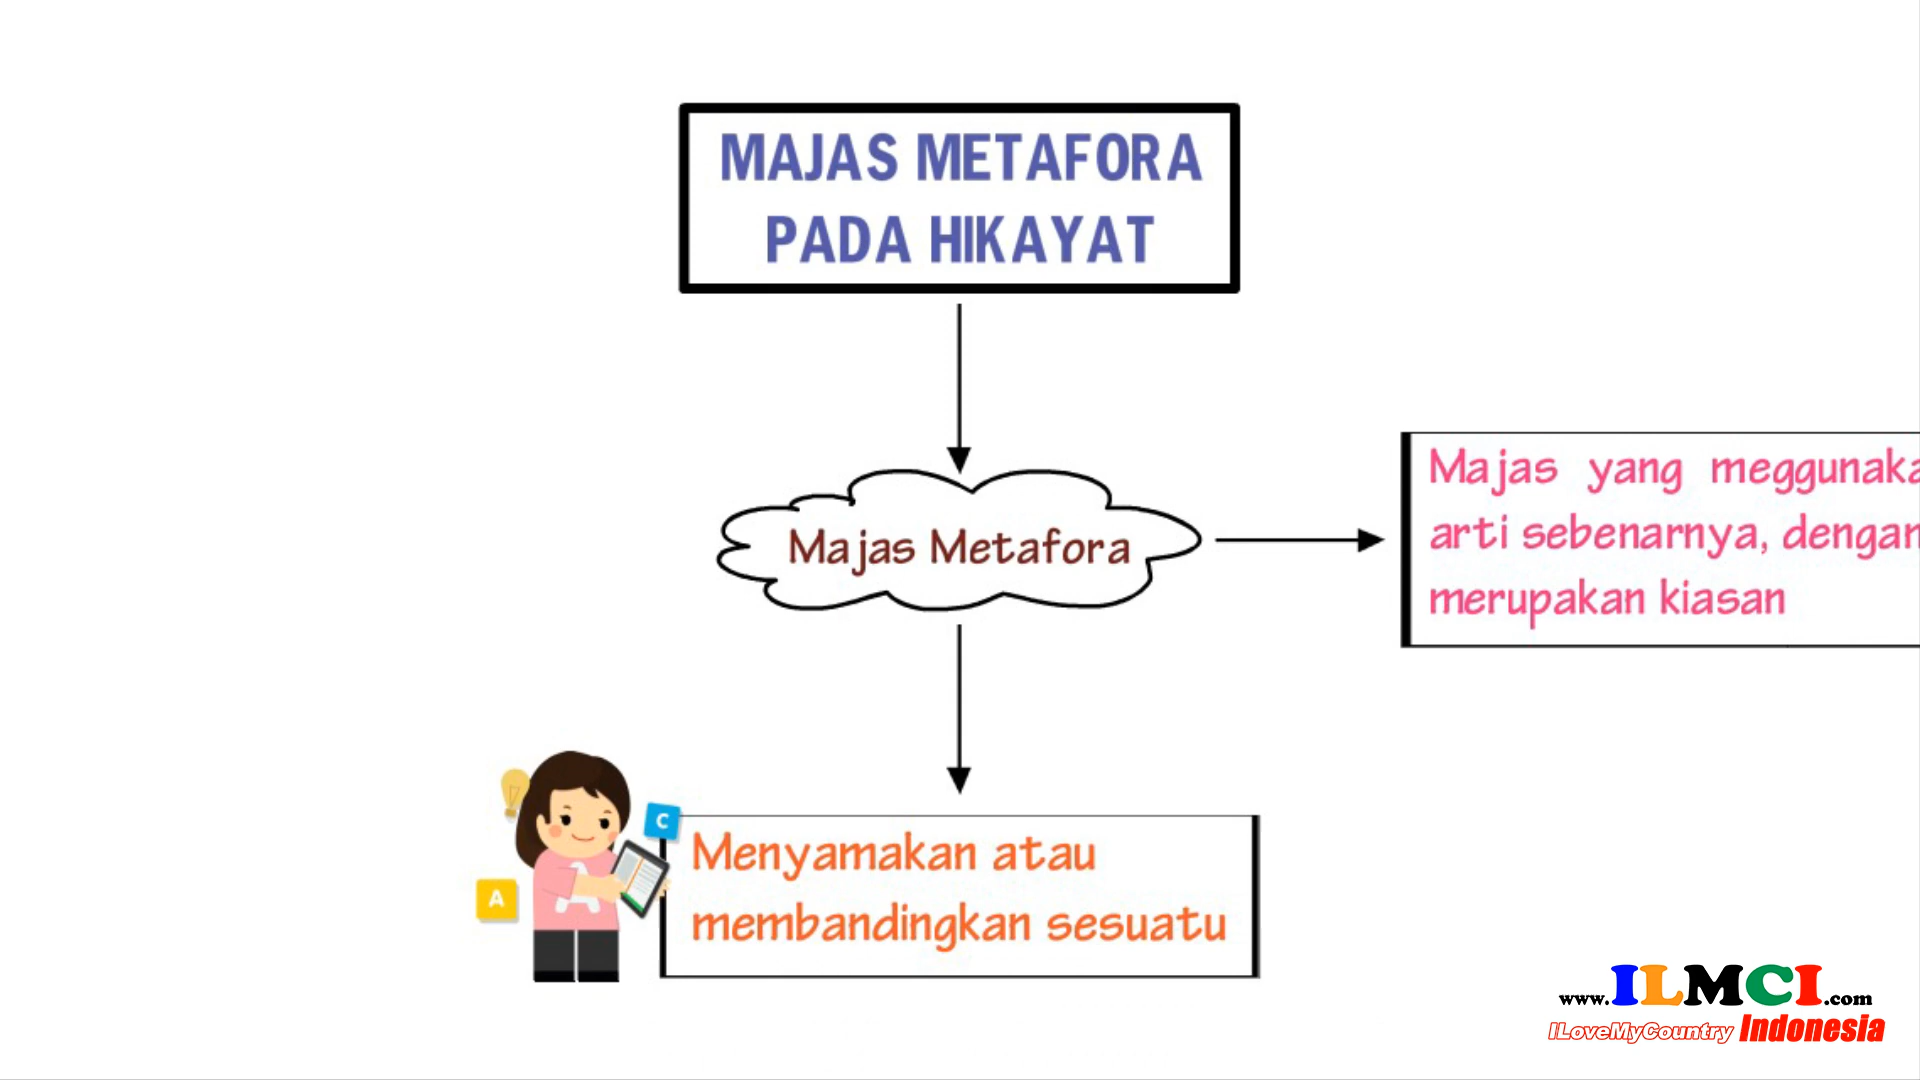 MAJAS METAFORA
PADA HIKAYAT
Majas Metafora
Majas yang
arti sebenarnya, dengan
merupakan kiasan
Menyamakan atau
membandingkan sesuatu
C
A
www.ILMCI.com
ILoveMyCountry Indonesia